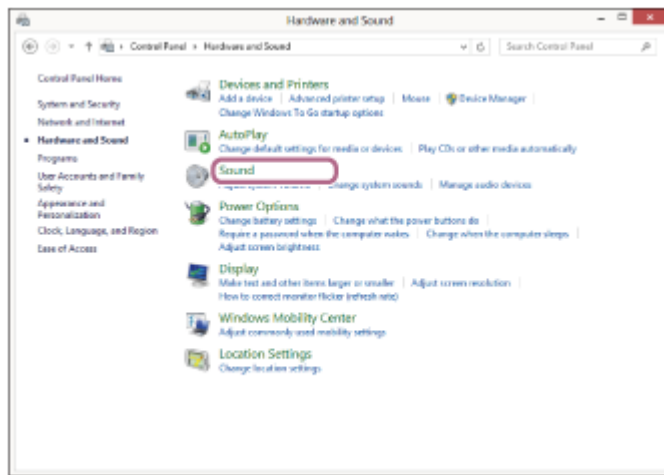 Hardware and Sound
Control Panel › Hardware and Sound
Search Control Panel
Control Panel Home
System and Security
Network and Internet
Hardware and Sound
Programs
User Accounts and Family
Safety
Appearance and
Personalization
Clock, Language, and Region
Ease of Access
Devices and Printers
Add a device | Advanced printer setup | Mouse | Device Manager
Change Windows To Go startup options
AutoPlay
Change default settings for media or devices | Play CDs or other media automatically
Sound
Adjust system volume | Change system sounds | Manage audio devices
Power Options
Change battery settings | Change what the power buttons do
Require a password when the computer wakes | Change when the computer sleeps
Adjust screen brightness
Display
Make text and other items larger or smaller | Adjust screen resolution
How to correct monitor flicker (refresh rate)
Windows Mobility Center
Adjust commonly used mobility settings
Location Settings
Change location settings